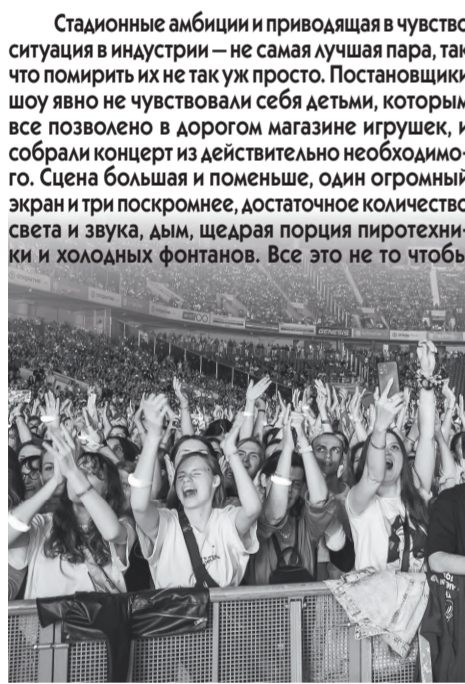 Стадионные амбиции и приводящая в чувство
ситуация в индустрии — не самая лучшая пара, так
что помирить их не так уж просто. Постановщики
шоу явно не чувствовали себя детьми, которым
все позволено в дорогом магазине игрушек, и
собрали концерт из действительно необходимо-
го. Сцена большая и поменьше, один огромный
экран и три поскромнее, достаточное количество
света и звука, дым, щедрая порция пиротехни-
ки и холодных фонтанов. Все это не то чтобы
GENESIS